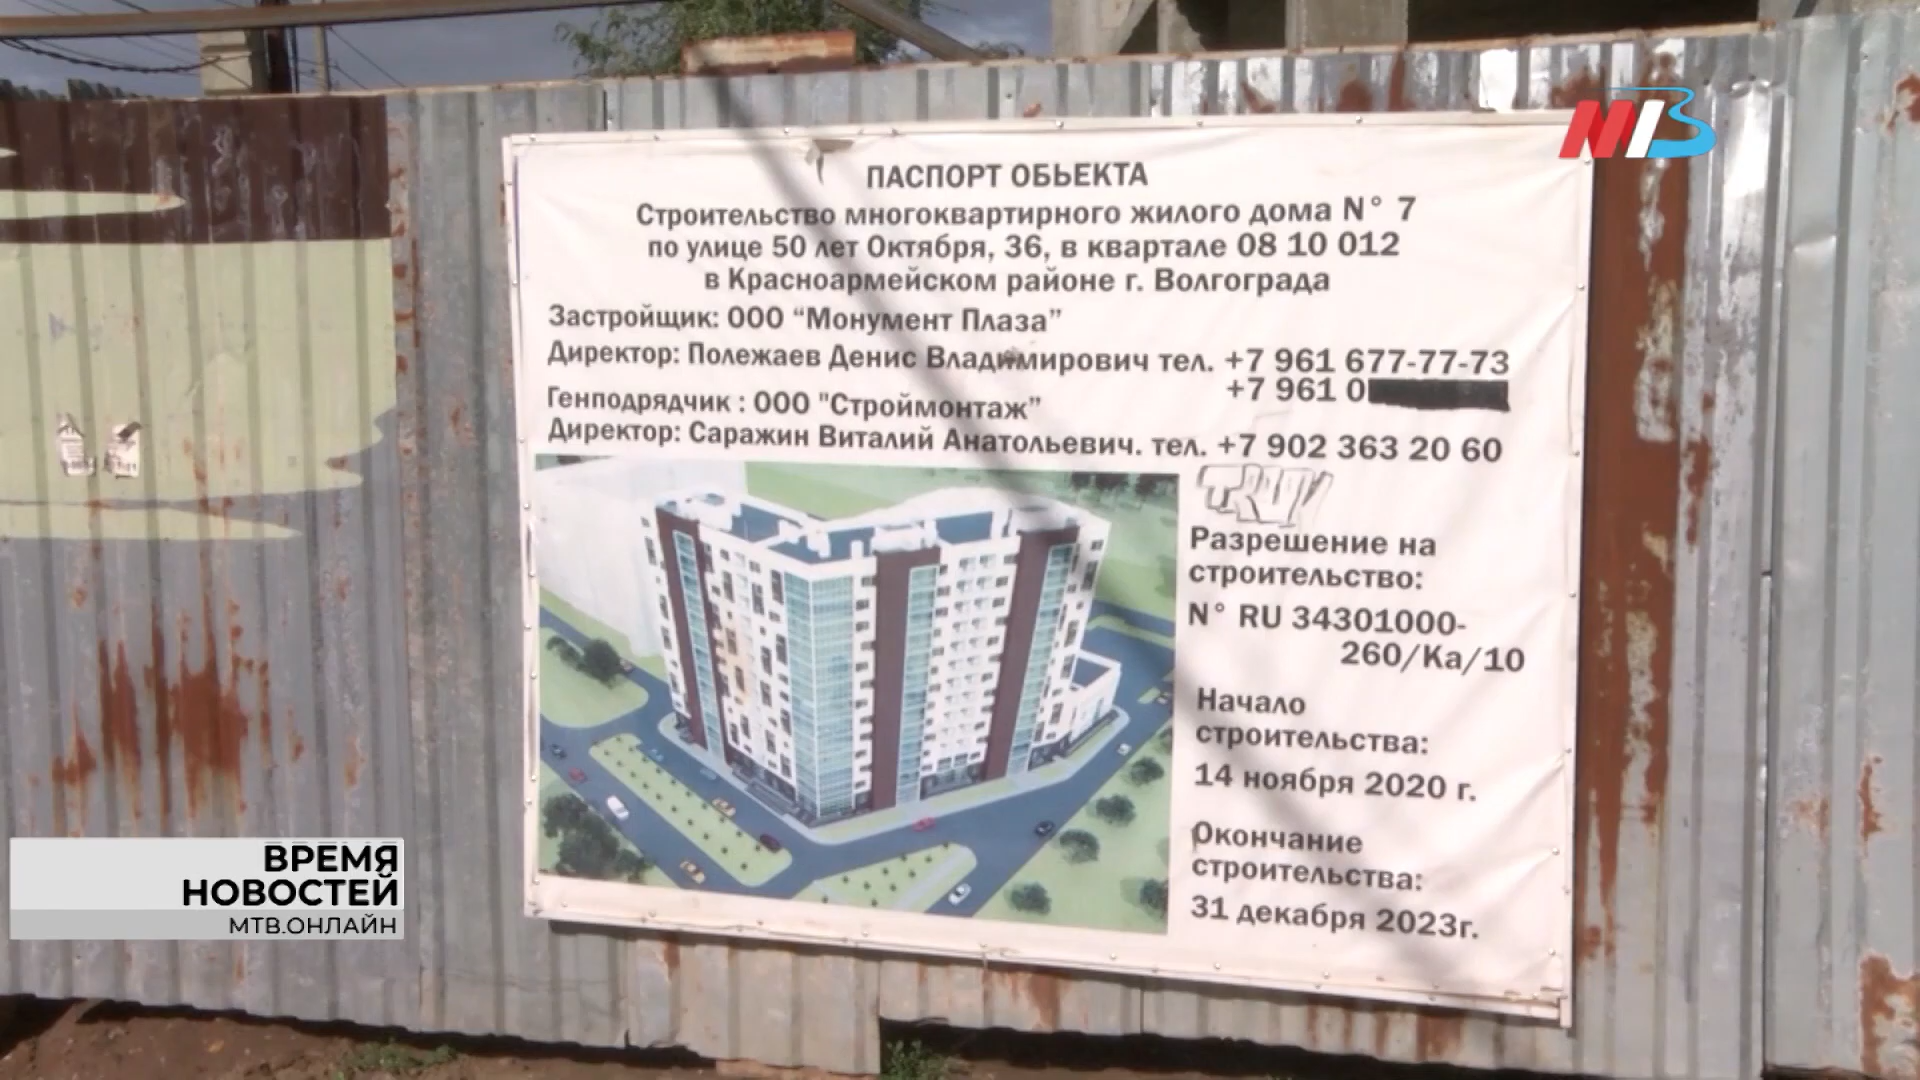 МТВ
ПАСПОРТ ОБЬЕКТА
Строительство многоквартирного жилого дома N° 7
по улице 50 лет Октября, 36, в квартале 08 10 012
в Красноармейском районе г. Волгограда
Застройщик: ООО “Монумент Плаза”
Директор: Полежаев Денис Владимирович тел. +7 961 677-77-73
+7 961 0
Генподрядчик : ООО "Строймонтаж”
Директор: Саражин Виталий Анатольевич. тел. +7 902 363 20 60
Разрешение на
строительство:
N° RU 34301000-
260/Ка/10
Начало
строительства:
14 ноября 2020 г.
Окончание
строительства:
31 декабря 2023г.
ВРЕМЯ
НОВОСТЕЙ
МТВ.ОНЛАЙН